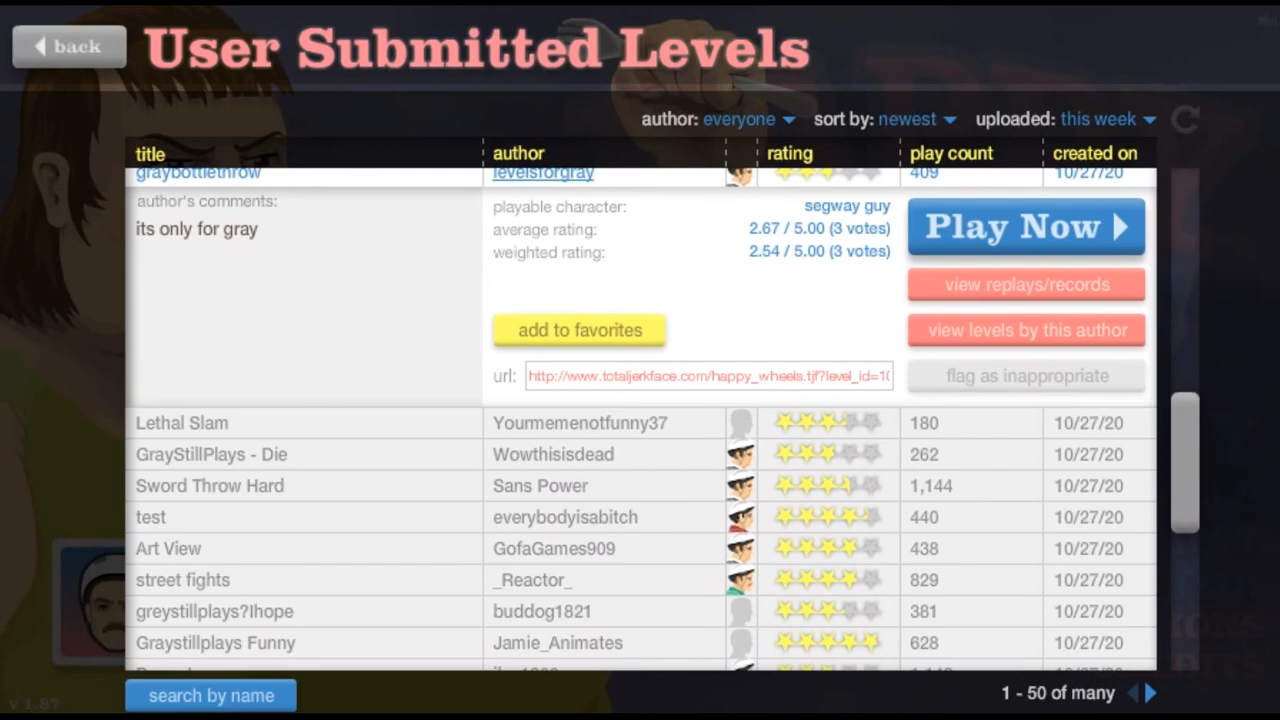 back
User Submitted Levels
author: everyone sort by: newest uploaded: this week
title author rating play count created on
graybottlethrow levelsforgray 409 10/27/20
author's comments:
its only for gray
playable character: segway guy
average rating: 2.67 / 5.00 (3 votes)
weighted rating: 2.54 / 5.00 (3 votes)
Play Now
view replays/records
add to favorites
view levels by this author
url: http://www.totaljerkface.com/happy_wheels.tjf?level_id=1(
flag as inappropriate
Lethal Slam Yourmemenotfunny37 180 10/27/20
GrayStillPlays - Die Wowthisisdead 262 10/27/20
Sword Throw Hard Sans Power 1,144 10/27/20
test everybodyisabitch 440 10/27/20
Art View GofaGames909 438 10/27/20
street fights _Reactor_ 829 10/27/20
greystillplays?Ihope buddog1821 381 10/27/20
Graystillplays Funny Jamie_Animates 628 10/27/20
search by name
1 - 50 of many
v 1.87